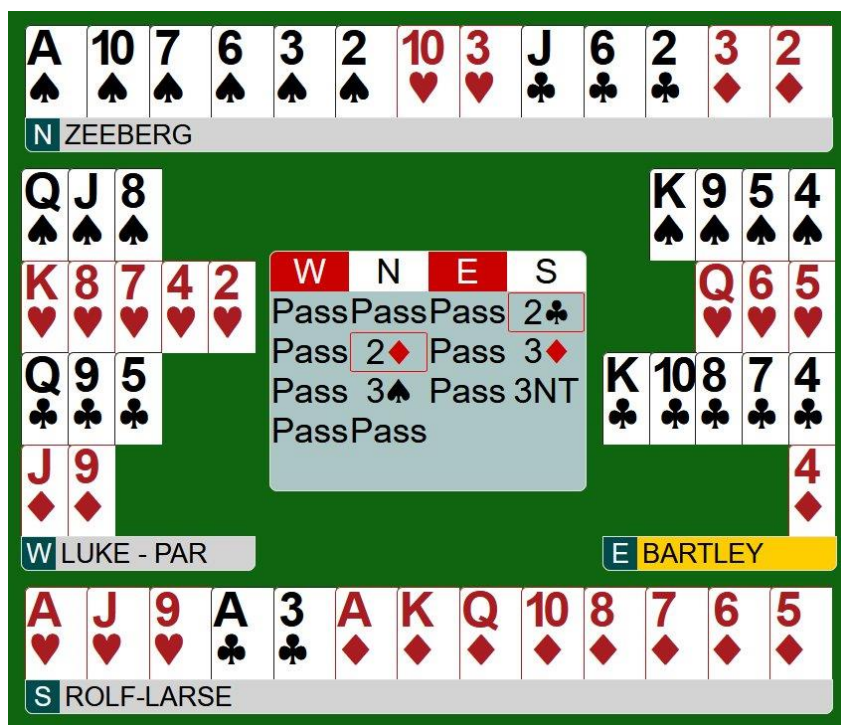 A 10 7 6 3 2 10 3 J 6 2 3 2
♠ ♠ ♠ ♠ ♠ ♠ ♥ ♥ ♣ ♣ ♣ ♦ ♦
N ZEEBERG
Q J 8
♠ ♠ ♠
K 9 5 4
♠ ♠ ♠ ♠
K 8 7 4 2
♥ ♥ ♥ ♥ ♥
Q 6 5
♥ ♥ ♥
W N E S
Pass Pass Pass 2♣
Pass 2♦ Pass 3♦
Pass 3♠ Pass 3NT
Pass Pass
Q 9 5
♣ ♣ ♣
K 10 8 7 4
♣ ♣ ♣ ♣ ♣
J 9
♦ ♦
4
♦
W LUKE - PAR
E BARTLEY
A J 9 A 3 A K Q 10 8 7 6 5
♥ ♥ ♥ ♣ ♣ ♦ ♦ ♦ ♦ ♦ ♦ ♦ ♦
S ROLF-LARSE